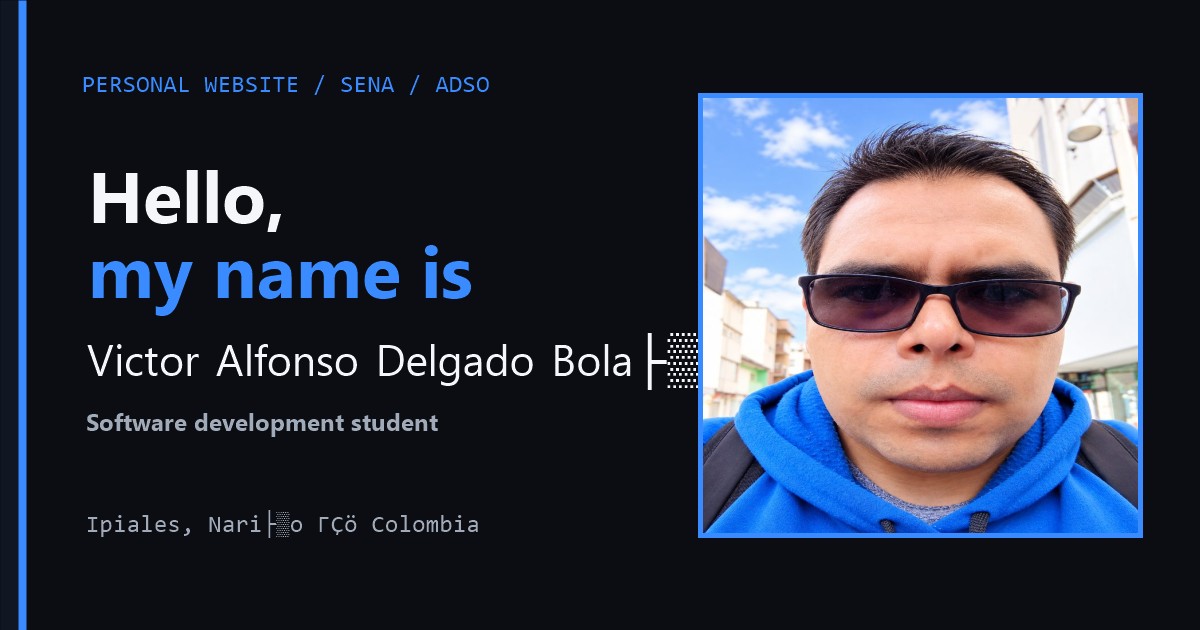 PERSONAL WEBSITE / SENA / ADSO
Hello,
my name is
Victor Alfonso Delgado Bola├▒
Software development student
Ipiales, Nari├▒o ΓÇö Colombia